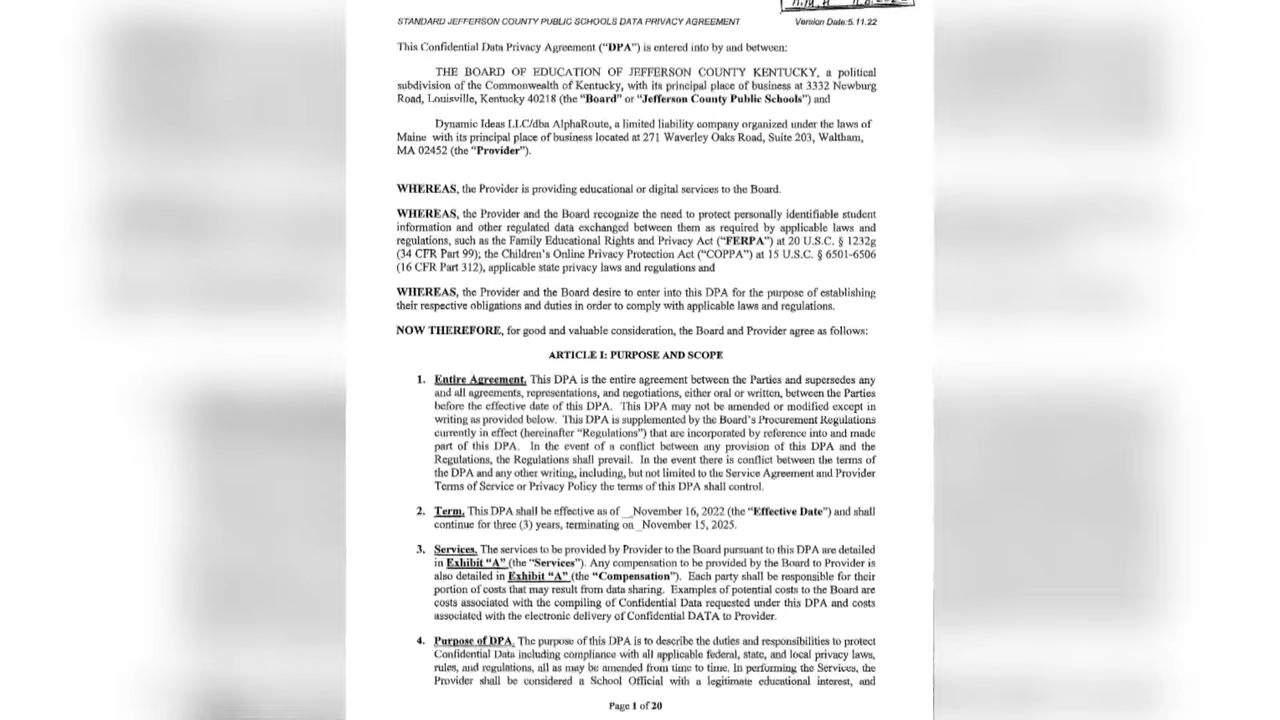 STANDARD JEFFERSON COUNTY PUBLIC SCHOOLS DATA PRIVACY AGREEMENT Version Date:5.11.22
This Confidential Data Privacy Agreement (“DPA”) is entered into by and between:
THE BOARD OF EDUCATION OF JEFFERSON COUNTY KENTUCKY, a political
subdivision of the Commonwealth of Kentucky, with its principal place of business at 3332 Newburg
Road, Louisville, Kentucky 40218 (the “Board” or “Jefferson County Public Schools”) and
Dynamic Ideas LLC/dba AlphaRoute, a limited liability company organized under the laws of
Maine with its principal place of business located at 271 Waverley Oaks Road, Suite 203, Waltham,
MA 02452 (the “Provider”).
WHEREAS, the Provider is providing educational or digital services to the Board.
WHEREAS, the Provider and the Board recognize the need to protect personally identifiable student
information and other regulated data exchanged between them as required by applicable laws and
regulations, such as the Family Educational Rights and Privacy Act (“FERPA”) at 20 U.S.C. § 1232g
(34 CFR Part 99); the Children’s Online Privacy Protection Act (“COPPA”) at 15 U.S.C. § 6501-6506
(16 CFR Part 312), applicable state privacy laws and regulations and
WHEREAS, the Provider and the Board desire to enter into this DPA for the purpose of establishing
their respective obligations and duties in order to comply with applicable laws and regulations.
NOW THEREFORE, for good and valuable consideration, the Board and Provider agree as follows:
ARTICLE I: PURPOSE AND SCOPE
1. Entire Agreement. This DPA is the entire agreement between the Parties and supersedes any
and all agreements, representations, and negotiations, either oral or written, between the Parties
before the effective date of this DPA. This DPA may not be amended or modified except in
writing as provided below. This DPA is supplemented by the Board’s Procurement Regulations
currently in effect (hereinafter “Regulations”) that are incorporated by reference into and made
part of this DPA. In the event of a conflict between any provision of this DPA and the
Regulations, the Regulations shall prevail. In the event there is conflict between the terms of
the DPA and any other writing, including, but not limited to the Service Agreement and Provider
Terms of Service or Privacy Policy the terms of this DPA shall control.
2. Term. This DPA shall be effective as of _November 16, 2022 (the “Effective Date”) and shall
continue for three (3) years, terminating on _November 15, 2025.
3. Services. The services to be provided by Provider to the Board pursuant to this DPA are detailed
in Exhibit “A” (the “Services”). Any compensation to be provided by the Board to Provider is
also detailed in Exhibit “A” (the “Compensation”). Each party shall be responsible for their
portion of costs that may result from data sharing. Examples of potential costs to the Board are
costs associated with the compiling of Confidential Data requested under this DPA and costs
associated with the electronic delivery of Confidential DATA to Provider.
4. Purpose of DPA. The purpose of this DPA is to describe the duties and responsibilities to protect
Confidential Data including compliance with all applicable federal, state, and local privacy laws,
rules, and regulations, all as may be amended from time to time. In performing the Services, the
Provider shall be considered a School Official with a legitimate educational interest, and
Page 1 of 20